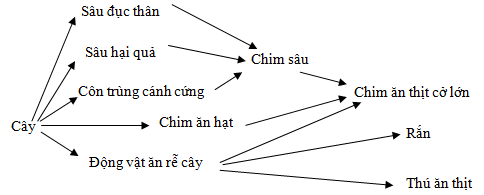 Sâu đục thân
Sâu hại quả
Chim sâu
Côn trùng cánh cứng
Chim ăn thịt cở lớn
Cây
Chim ăn hạt
Rắn
Động vật ăn rễ cây
Thú ăn thịt